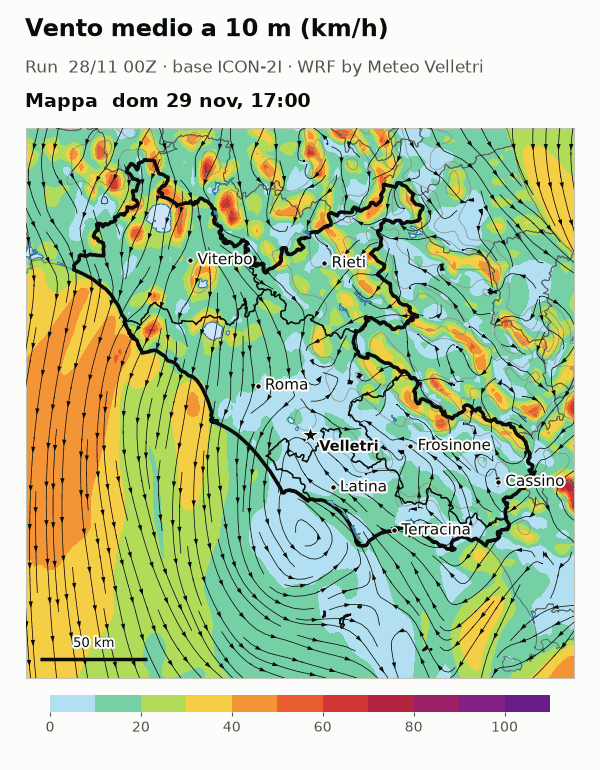 Vento medio a 10 m (km/h)
Run 28/11 00Z · base ICON-2I · WRF by Meteo Velletri
Mappa dom 29 nov, 17:00
Viterbo
Rieti
Roma
Velletri
Frosinone
Latina
Cassino
Terracina
50 km
0 20 40 60 80 100